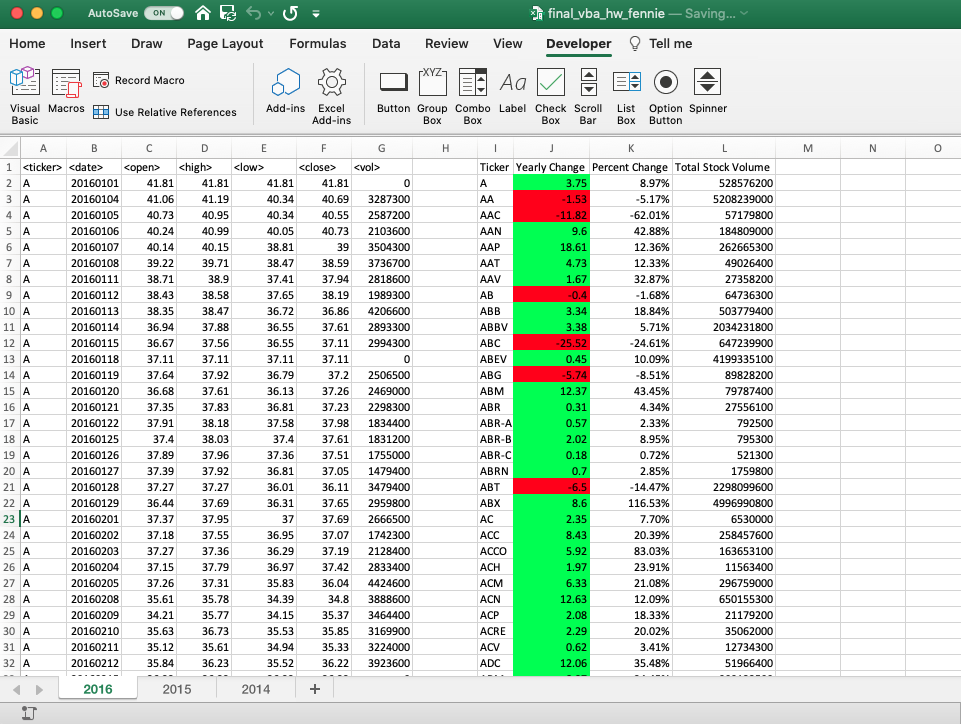 AutoSave ON final_vba_hw_fennie — Saving...
Home Insert Draw Page Layout Formulas Data Review View Developer Tell me
Visual Basic Macros Record Macro Use Relative References Add-ins Excel Add-ins Button Group Box Combo Box Label Check Box Scroll Bar List Box Option Button Spinner
XYZ Aa
A B C D E F G H I J K L M N O
1 <ticker> <date> <open> <high> <low> <close> <vol> Ticker Yearly Change Percent Change Total Stock Volume
2 A 20160101 41.81 41.81 41.81 41.81 0 A 3.75 8.97% 528576200
3 A 20160104 41.06 41.19 40.34 40.69 3287300 AA -1.53 -5.17% 5208239000
4 A 20160105 40.73 40.95 40.34 40.55 2587200 AAC -11.82 -62.01% 57179800
5 A 20160106 40.24 40.99 40.05 40.73 2103600 AAN 9.6 42.88% 184809000
6 A 20160107 40.14 40.15 38.81 39 3504300 AAP 18.61 12.36% 262665300
7 A 20160108 39.22 39.71 38.47 38.59 3736700 AAT 4.73 12.33% 49026400
8 A 20160111 38.71 38.9 37.41 37.94 2818600 AAV 1.67 32.87% 27358200
9 A 20160112 38.43 38.58 37.65 38.19 1989300 AB -0.4 -1.68% 64736300
10 A 20160113 38.35 38.47 36.72 36.86 4206600 ABB 3.34 18.84% 503779400
11 A 20160114 36.94 37.88 36.55 37.61 2893300 ABBV 3.38 5.71% 2034231800
12 A 20160115 36.67 37.56 36.55 37.11 2994300 ABC -25.52 -24.61% 647239900
13 A 20160118 37.11 37.11 37.11 37.11 0 ABEV 0.45 10.09% 4199335100
14 A 20160119 37.64 37.92 36.79 37.2 2506500 ABG -5.74 -8.51% 89828200
15 A 20160120 36.68 37.61 36.13 37.26 2469000 ABM 12.37 43.45% 79787400
16 A 20160121 37.35 37.83 36.81 37.23 2298300 ABR 0.31 4.34% 27556100
17 A 20160122 37.91 38.18 37.58 37.98 1834400 ABR-A 0.57 2.33% 792500
18 A 20160125 37.4 38.03 37.4 37.61 1831200 ABR-B 2.02 8.95% 795300
19 A 20160126 37.89 37.96 37.36 37.51 1755000 ABR-C 0.18 0.72% 521300
20 A 20160127 37.39 37.92 36.81 37.05 1479400 ABRN 0.7 2.85% 1759800
21 A 20160128 37.27 37.27 36.01 36.11 3479400 ABT -6.5 -14.47% 2298099600
22 A 20160129 36.44 37.69 36.31 37.65 2959800 ABX 8.6 116.53% 4996990800
23 A 20160201 37.37 37.95 37 37.69 2666500 AC 2.35 7.70% 6530000
24 A 20160202 37.18 37.55 36.95 37.07 1742300 ACC 8.43 20.39% 258457600
25 A 20160203 37.27 37.36 36.29 37.19 2128400 ACCO 5.92 83.03% 163653100
26 A 20160204 37.15 37.79 36.97 37.42 2833400 ACH 1.97 23.91% 11563400
27 A 20160205 37.26 37.31 35.83 36.04 4424600 ACM 6.33 21.08% 296759000
28 A 20160208 35.61 35.78 34.39 34.8 3888600 ACN 12.63 12.09% 650155300
29 A 20160209 34.21 35.77 34.15 35.37 3464400 ACP 2.08 18.33% 21179200
30 A 20160210 35.63 36.73 35.53 35.85 3169900 ACRE 2.29 20.02% 35062000
31 A 20160211 35.12 35.61 34.94 35.33 3224000 ACV 0.62 3.41% 12734300
32 A 20160212 35.84 36.23 35.52 36.22 3923600 ADC 12.06 35.48% 51966400
2016 2015 2014 +